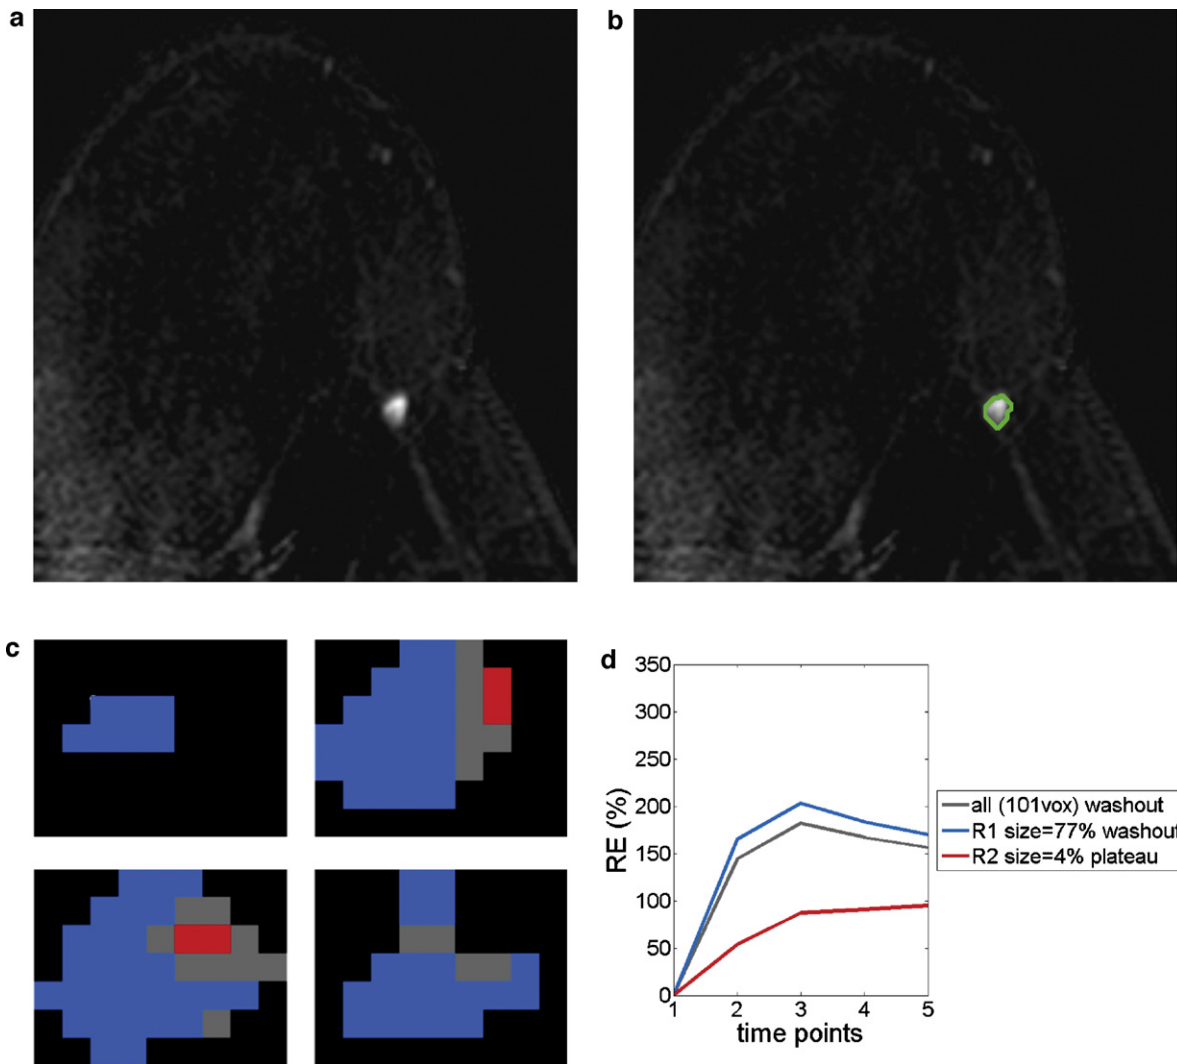 a
b
c
d
350
300
250
200
150
100
50
0
RE (%)
1 2 3 4 5
time points
all (101vox) washout
R1 size=77% washout
R2 size=4% plateau